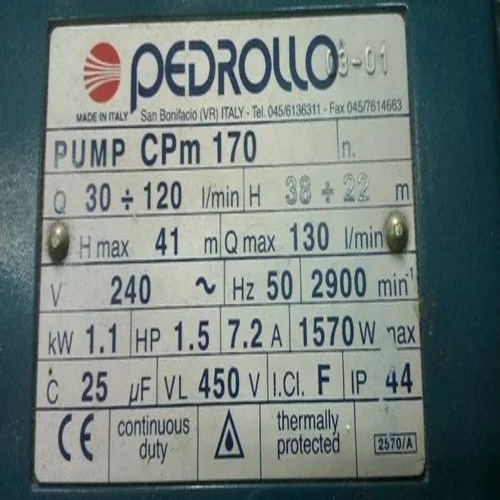 PEDROLLO 03-01
MADE IN ITALY San Bonifacio (VR) ITALY - Tel. 045/6136311 - Fax 045/7614663
PUMP CPm 170 n.
Q 30 ÷ 120 l/min H 38 ÷ 22 m
H max 41 m Q max 130 l/min
V 240 ~ Hz 50 2900 min-1
kW 1.1 HP 1.5 7.2 A 1570 W max
C 25 µF VL 450 V I.Cl. F IP 44
CE continuous thermally
duty protected 2570/A